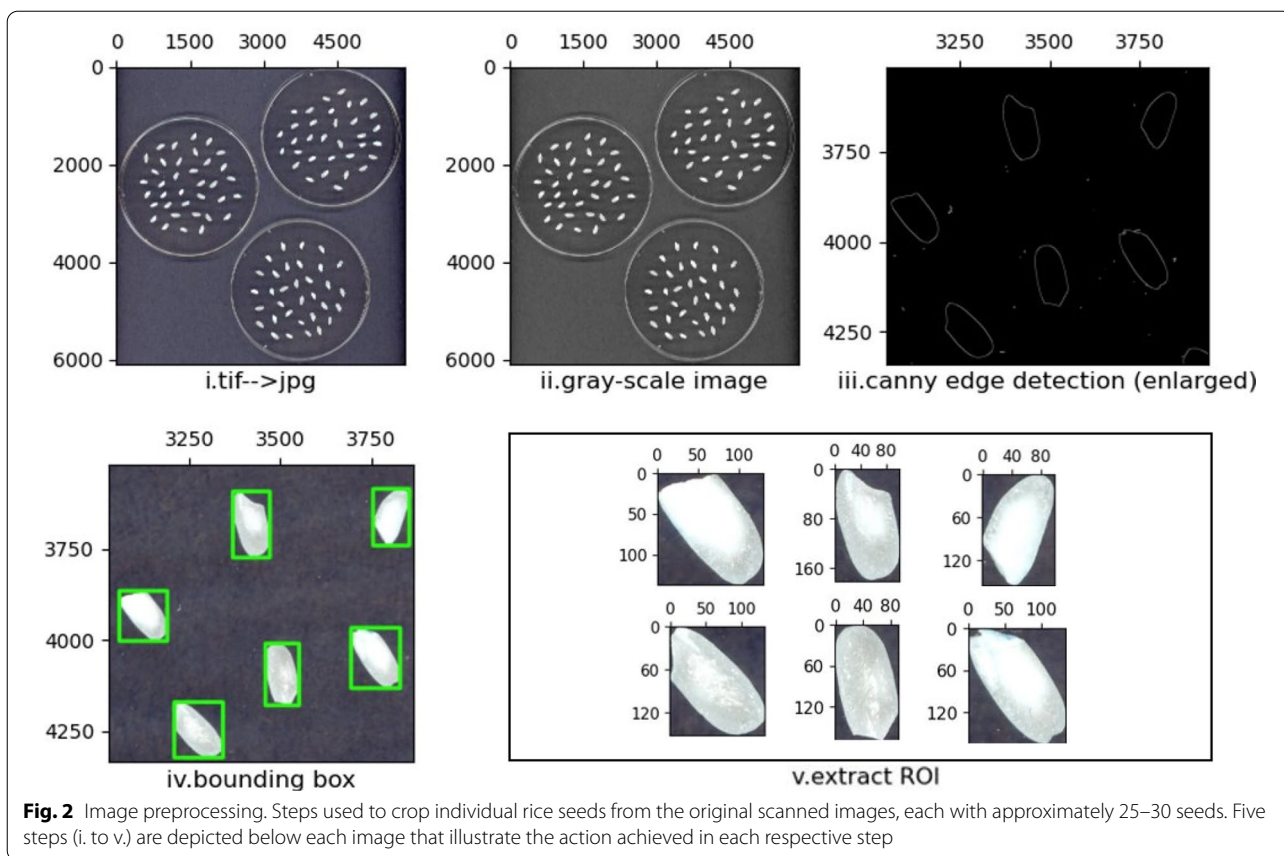 0 1500 3000 4500
0
2000
4000
6000
i.tif-->jpg
0 1500 3000 4500
0
2000
4000
6000
ii.gray-scale image
3250 3500 3750
3750
4000
4250
iii.canny edge detection (enlarged)
3250 3500 3750
3750
4000
4250
iv.bounding box
0 50 100
0
50
100
0 40 80
0
80
160
0 40 80
0
60
120
0 50 100
0
60
120
0 40 80
0
60
120
0 50 100
0
60
120
v.extract ROI
Fig. 2 Image preprocessing. Steps used to crop individual rice seeds from the original scanned images, each with approximately 25–30 seeds. Five
steps (i. to v.) are depicted below each image that illustrate the action achieved in each respective step